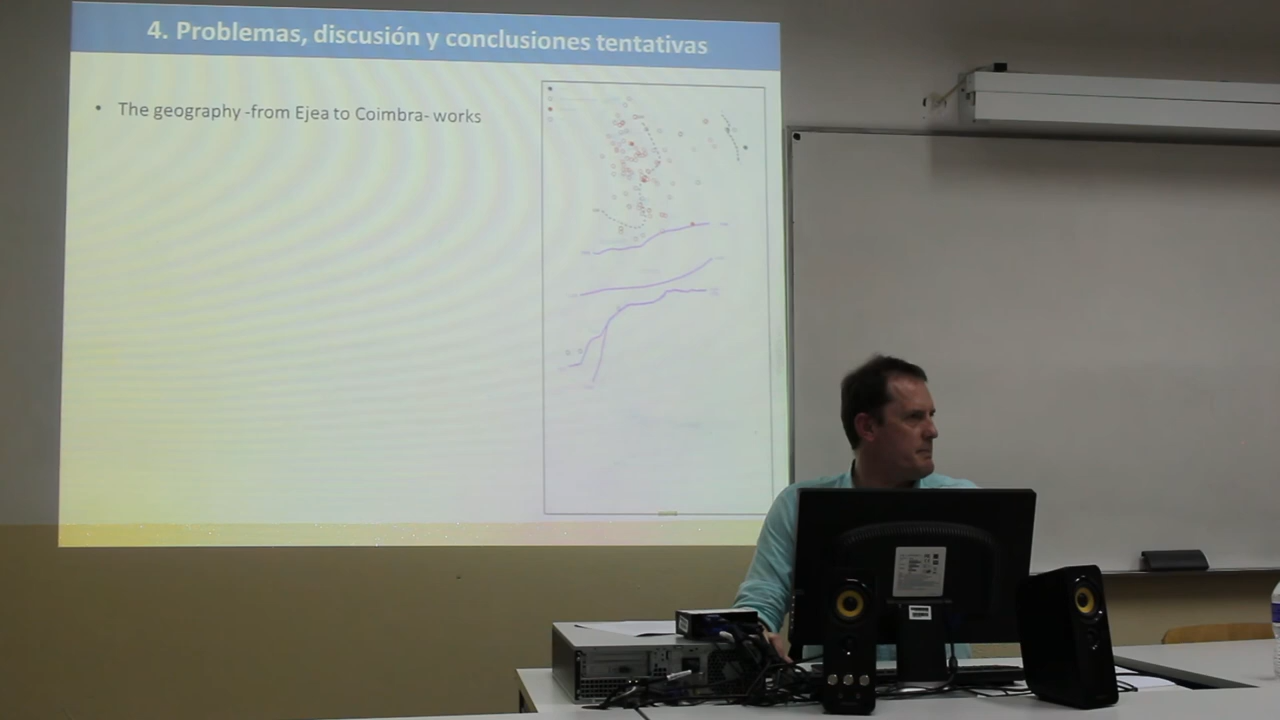 4. Problemas, discusión y conclusiones tentativas
• The geography -from Ejea to Coimbra- works